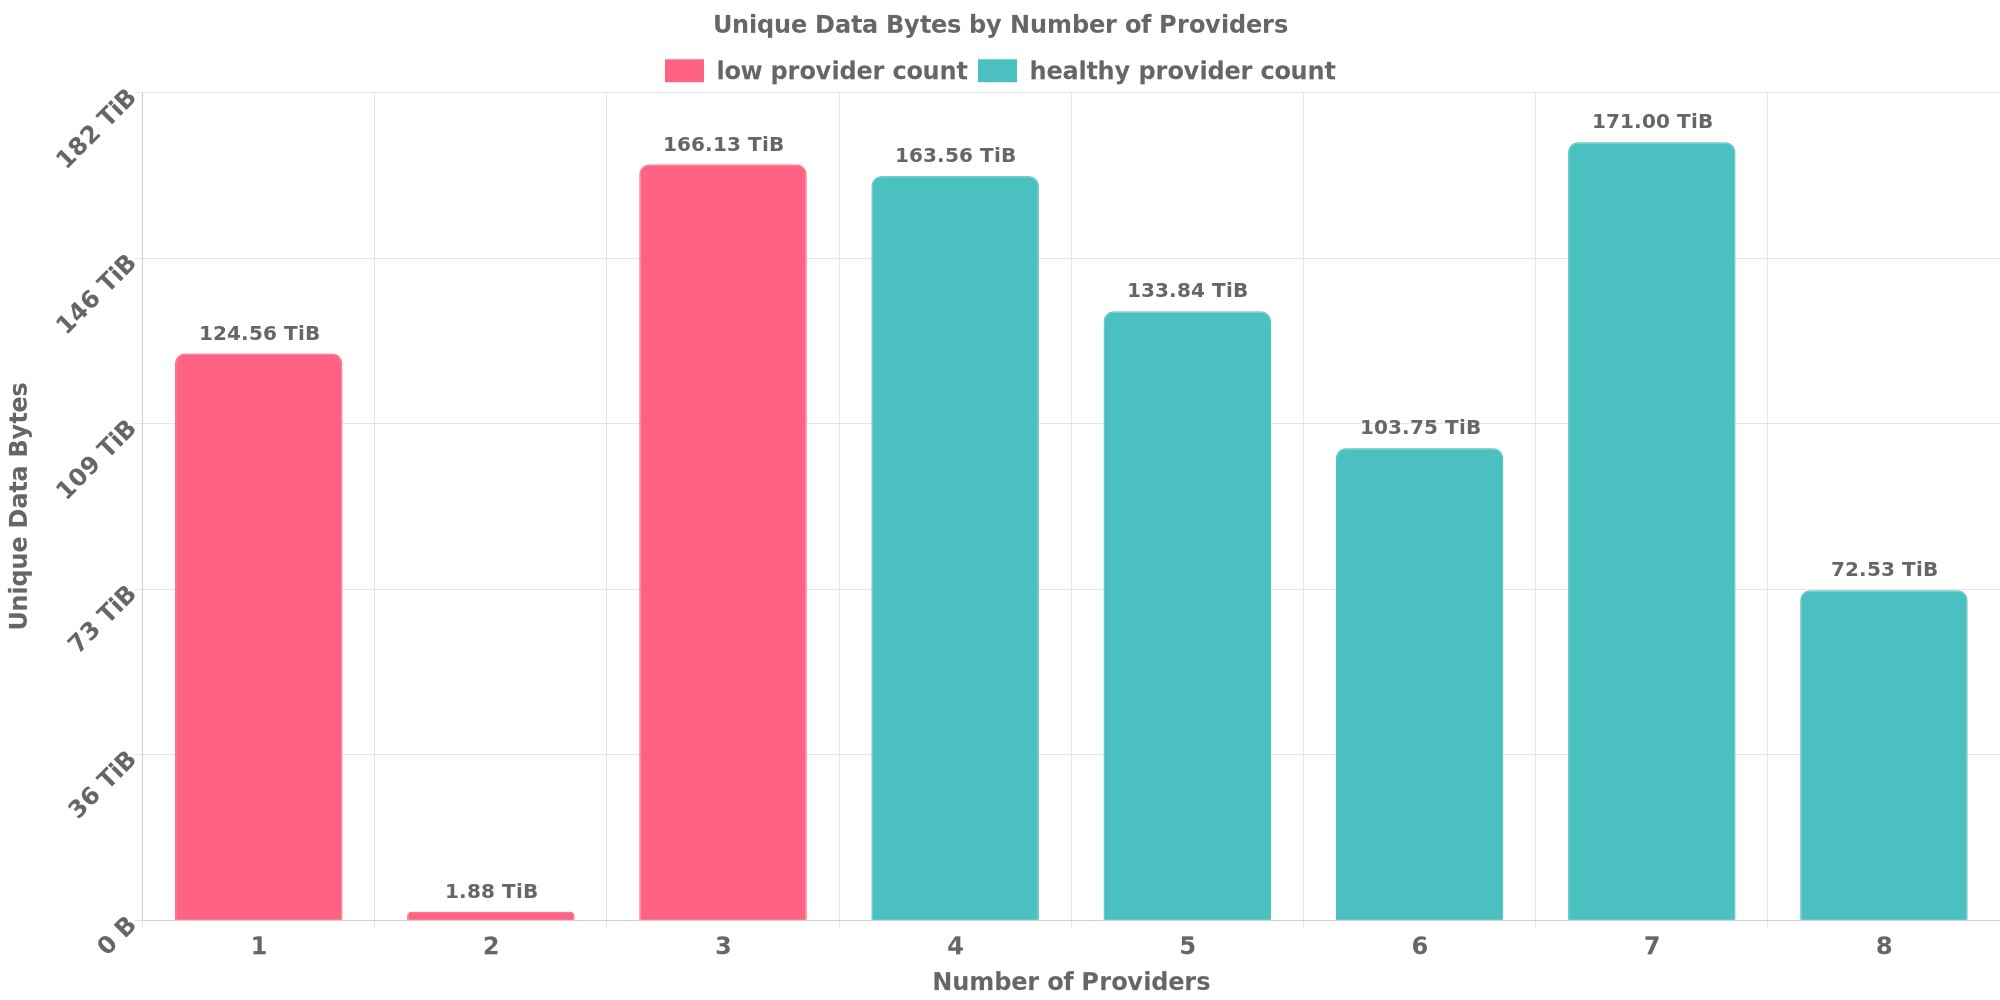 Unique Data Bytes by Number of Providers
low provider count healthy provider count
182 TiB
146 TiB
109 TiB
73 TiB
36 TiB
0 B
Unique Data Bytes
124.56 TiB
1.88 TiB
166.13 TiB
163.56 TiB
133.84 TiB
103.75 TiB
171.00 TiB
72.53 TiB
1 2 3 4 5 6 7 8
Number of Providers